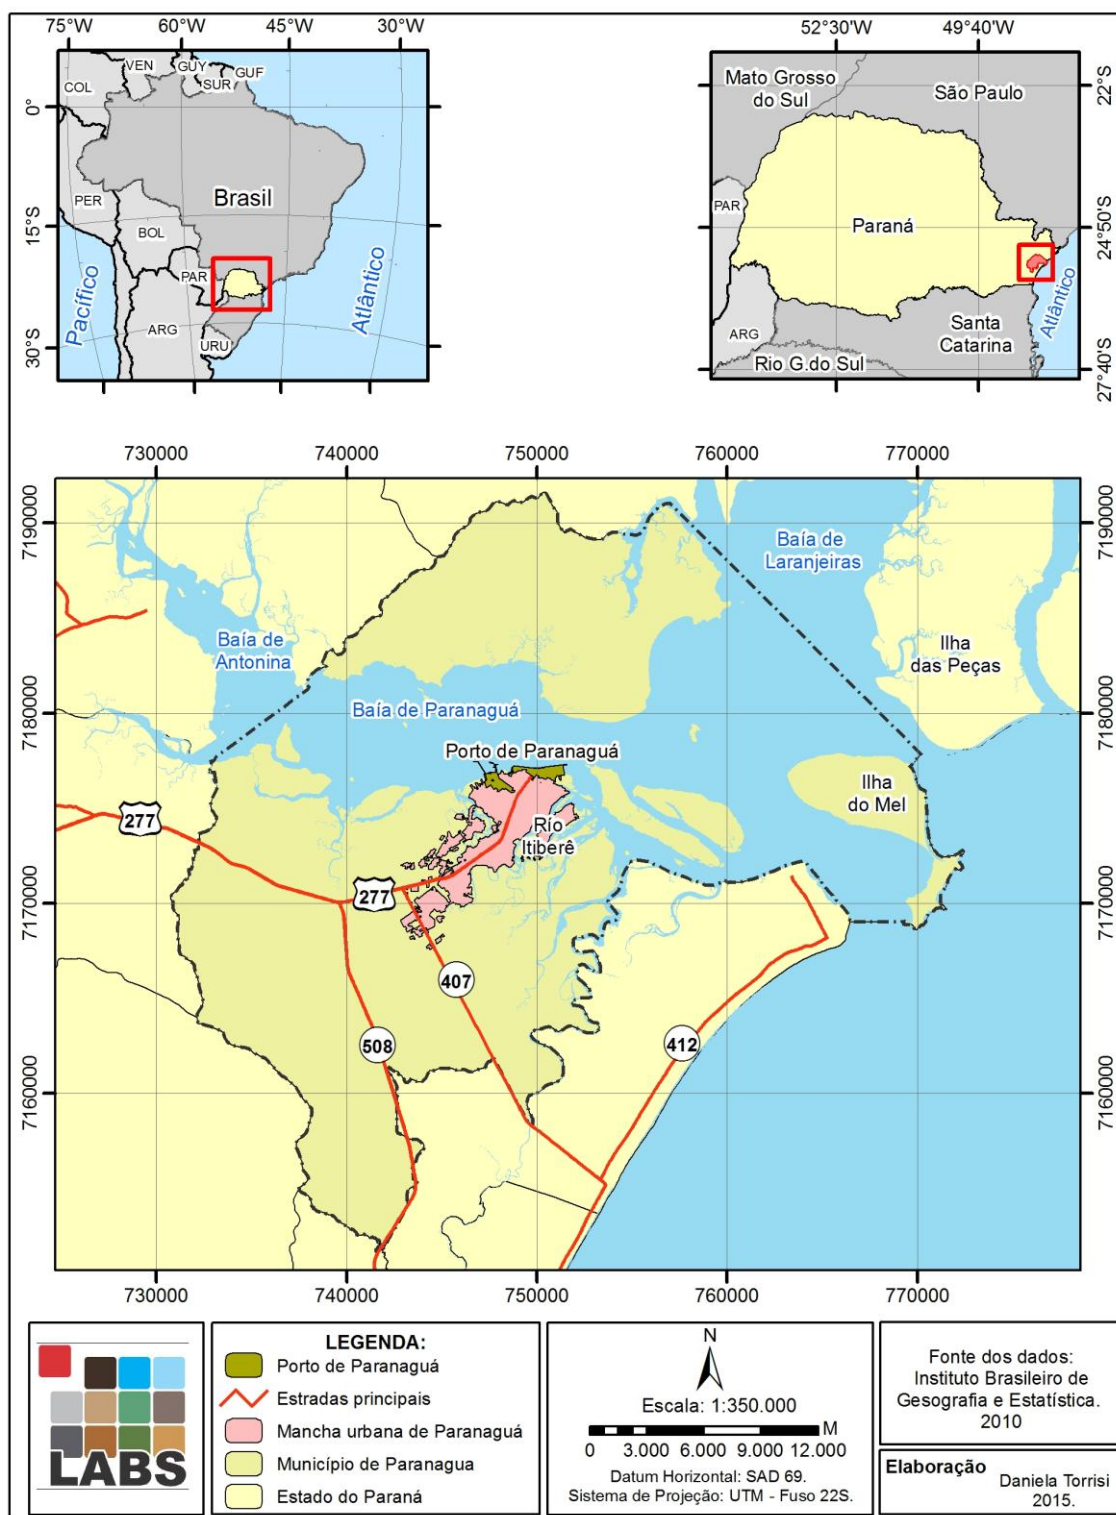 75°W 60°W 45°W 30°W
52°30'W 49°40'W
COL
VEN
GUY
SUR
GUF
PER
BOL
Brasil
PAR
ARG
URU
Pacífico
Atlântico
0°
15°S
30°S
Mato Grosso
do Sul
São Paulo
PAR
Paraná
ARG
Santa
Catarina
Rio G.do Sul
Atlântico
22°S
24°50'S
27°40'S
730000 740000 750000 760000 770000
7190000
7180000
7170000
7160000
7190000
7180000
7170000
7160000
Baía de
Laranjeiras
Baía de
Antonina
Ilha
das Peças
Baía de Paranaguá
Porto de Paranaguá
Ilha
do Mel
Río
Itiberê
277
277
407
508
412
730000 740000 750000 760000 770000
LABS
LEGENDA:
Porto de Paranaguá
Estradas principais
Mancha urbana de Paranaguá
Município de Paranagua
Estado do Paraná
N
Escala: 1:350.000
M
0 3.000 6.000 9.000 12.000
Datum Horizontal: SAD 69.
Sistema de Projeção: UTM - Fuso 22S.
Fonte dos dados:
Instituto Brasileiro de
Gesografia e Estatística.
2010
Elaboração
Daniela Torrisi
2015.